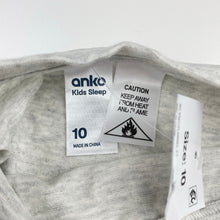 anko
Kids Sleep
10
MADE IN CHINA
CAUTION
KEEP AWAY
FROM HEAT
AND FLAME
Size: 10